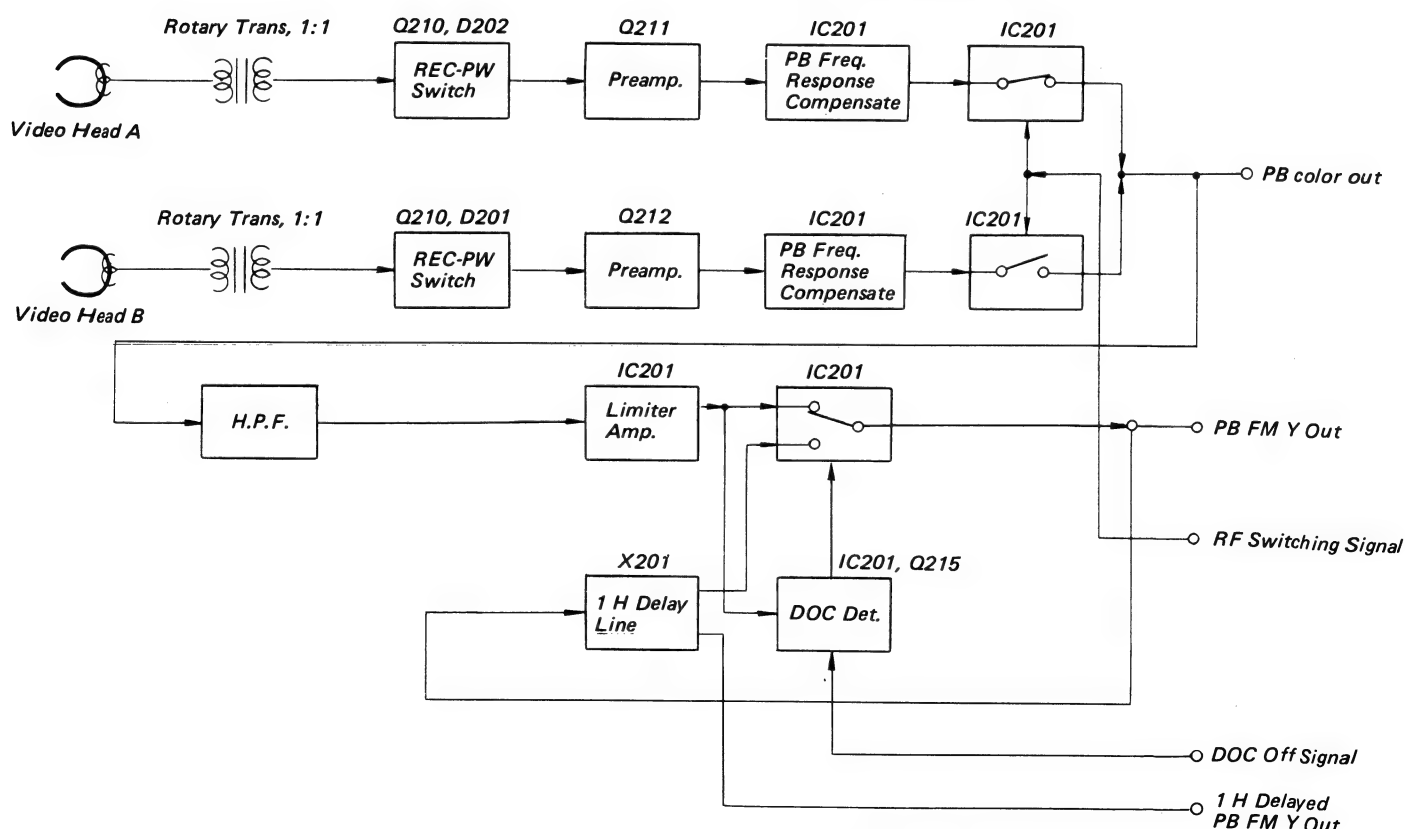 Rotary Trans, 1:1
Q210, D202
Q211
IC201
IC201
REC-PW
Switch
Preamp.
PB Freq.
Response
Compensate
Video Head A
PB color out
Rotary Trans, 1:1
Q210, D201
Q212
IC201
IC201
REC-PW
Switch
Preamp.
PB Freq.
Response
Compensate
Video Head B
IC201
IC201
H.P.F.
Limiter
Amp.
PB FM Y Out
RF Switching Signal
X201
IC201, Q215
1 H Delay
Line
DOC Det.
DOC Off Signal
1 H Delayed
PB FM Y Out